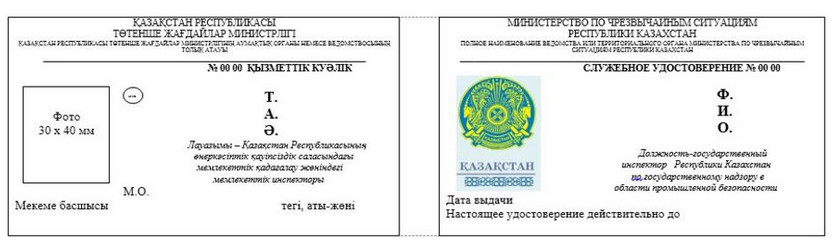 ҚАЗАҚСТАН РЕСПУБЛИКАСЫ
ТӨТЕНШЕ ЖАҒДАЙЛАР МИНИСТРЛІГІ
ҚАЗАҚСТАН РЕСПУБЛИКАСЫ ТӨТЕНШЕ ЖАҒДАЙЛАР МИНИСТРЛІГІНІҢ АУМАҚТЫҚ ОРГАНЫ НЕМЕСЕ ВЕДОМСТВОСЫНЫҢ
ТОЛЫҚ АТАУЫ
№ 00 00 ҚЫЗМЕТТІК КУӘЛІК
Фото
30 х 40 мм
Т.
А.
Ә.
Лауазымы – Қазақстан Республикасының
өнеркәсіптік қауіпсіздік саласындағы
мемлекеттік қадағалау жөніндегі
мемлекеттік инспекторы
М.О.
Мекеме басшысы тегі, аты-жөні
МИНИСТЕРСТВО ПО ЧРЕЗВЫЧАЙНЫМ СИТУАЦИЯМ
РЕСПУБЛИКИ КАЗАХСТАН
ПОЛНОЕ НАИМЕНОВАНИЕ ВЕДОМСТВА ИЛИ ТЕРРИТОРИАЛЬНОГО ОРГАНА МИНИСТЕРСТВА ПО ЧРЕЗВЫЧАЙНЫМ
СИТУАЦИЯМ РЕСПУБЛИКИ КАЗАХСТАН
СЛУЖЕБНОЕ УДОСТОВЕРЕНИЕ № 00 00
ҚАЗАҚСТАН
Ф.
И.
О.
Должность-государственный
инспектор Республики Казахстан
по государственному надзору в
области промышленной безопасности
Дата выдачи
Настоящее удостоверение действительно до